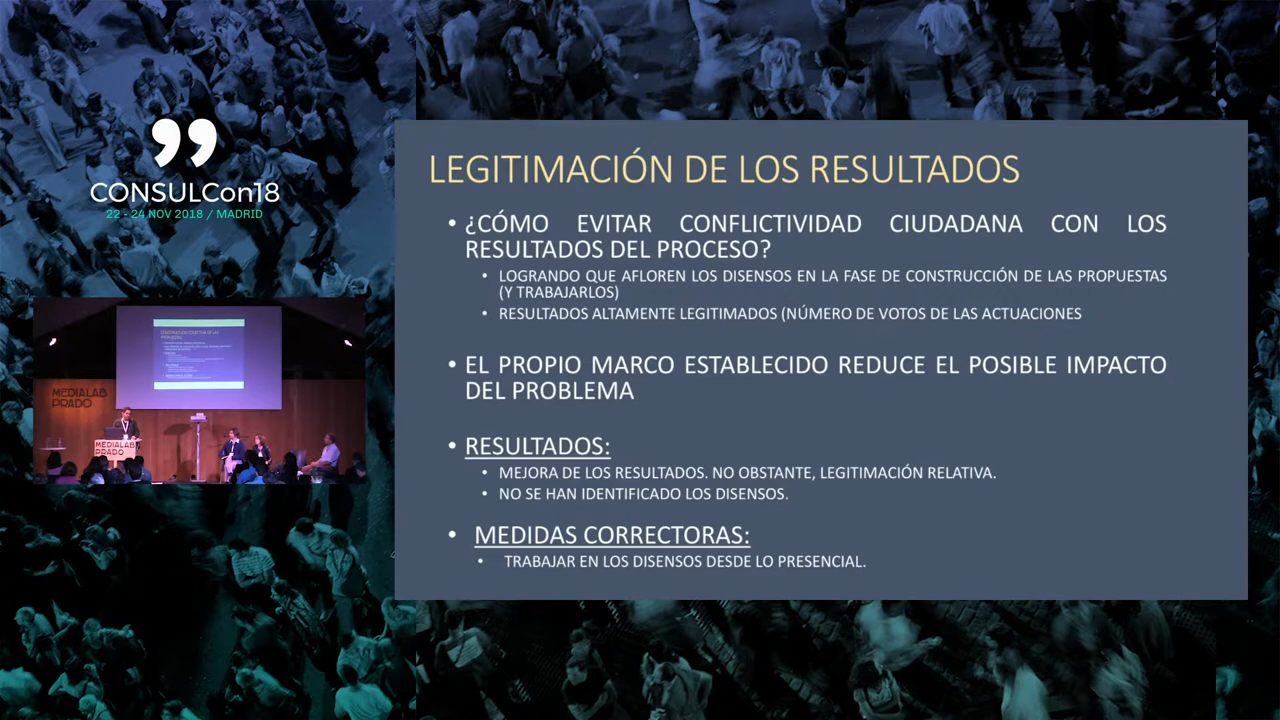 CONSULCon18
22 - 24 NOV 2018 / MADRID
LEGITIMACIÓN DE LOS RESULTADOS
• ¿CÓMO EVITAR CONFLICTIVIDAD CIUDADANA CON LOS
RESULTADOS DEL PROCESO?
• LOGRANDO QUE AFLOREN LOS DISENSOS EN LA FASE DE CONSTRUCCIÓN DE LAS PROPUESTAS
(Y TRABAJARLOS)
• RESULTADOS ALTAMENTE LEGITIMADOS (NÚMERO DE VOTOS DE LAS ACTUACIONES
• EL PROPIO MARCO ESTABLECIDO REDUCE EL POSIBLE IMPACTO
DEL PROBLEMA
• RESULTADOS:
• MEJORA DE LOS RESULTADOS. NO OBSTANTE, LEGITIMACIÓN RELATIVA.
• NO SE HAN IDENTIFICADO LOS DISENSOS.
• MEDIDAS CORRECTORAS:
• TRABAJAR EN LOS DISENSOS DESDE LO PRESENCIAL.
MEDIALAB
PRADO
MEDIALAB
PRADO